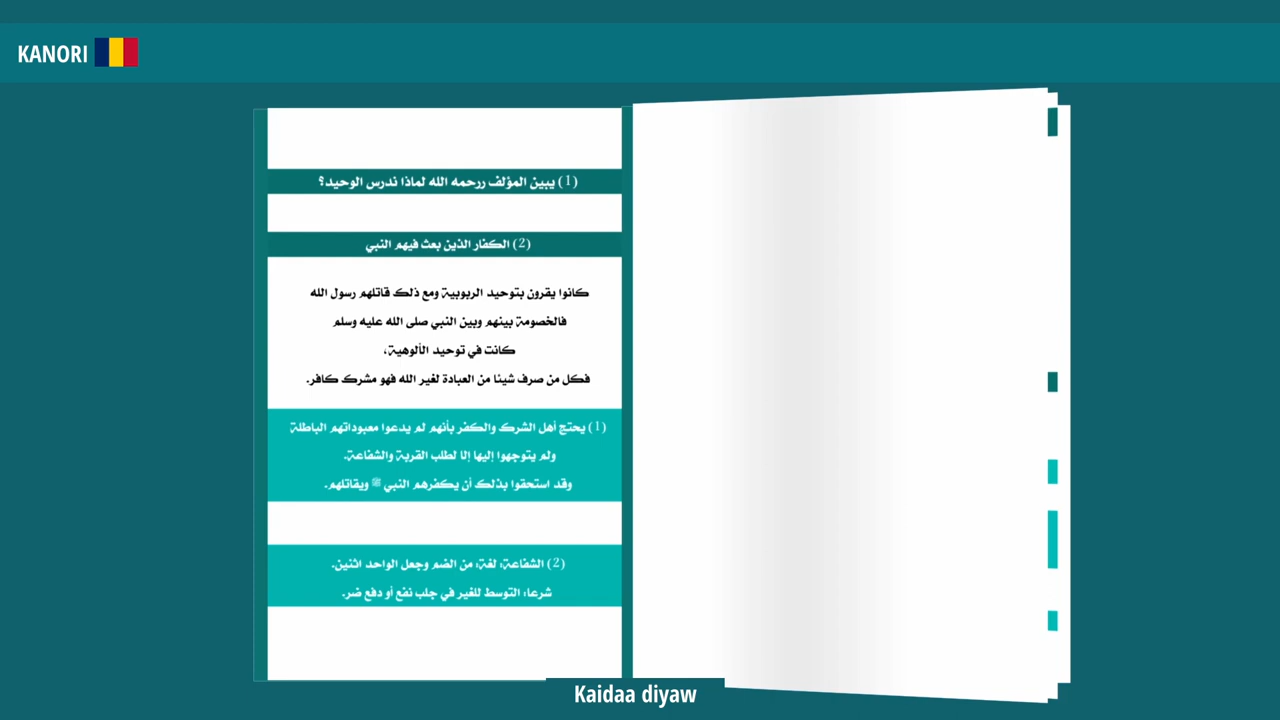 KANORI
(1) يبين المؤلف ررحمه الله لماذا ندرس الوحيد؟
(2) الكفار الذين بعث فيهم النبي
كانوا يقرون بتوحيد الربوبية ومع ذلك قاتلهم رسول الله
فالخصومة بينهم وبين النبي صلى الله عليه وسلم
كانت في توحيد الألوهية،
فكل من صرف شيئا من العبادة لغير الله فهو مشرك كافر.
(1) يحتج أهل الشرك والكفر بأنهم لم يدعوا معبوداتهم الباطلة
ولم يتوجهوا إليها إلا لطلب القربة والشفاعة.
وقد استحقوا بذلك أن يكفرهم النبي ﷺ ويقاتلهم.
(2) الشفاعة: لغة: من الضم وجعل الواحد اثنين.
شرعا: التوسط للغير في جلب نفع أو دفع ضر.
Kaidaa diyaw